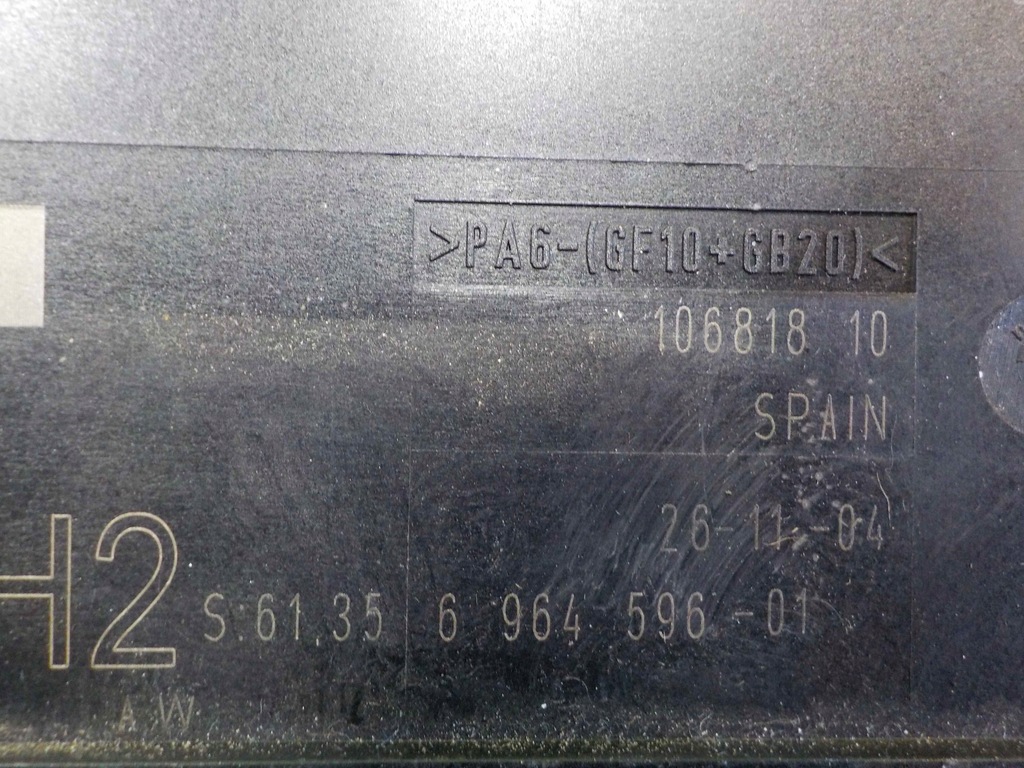 >PA6-(GF10+GB20)<
106818 10
SPAIN
26-11-04
H2
S:61.35 6 964 596-01
A W